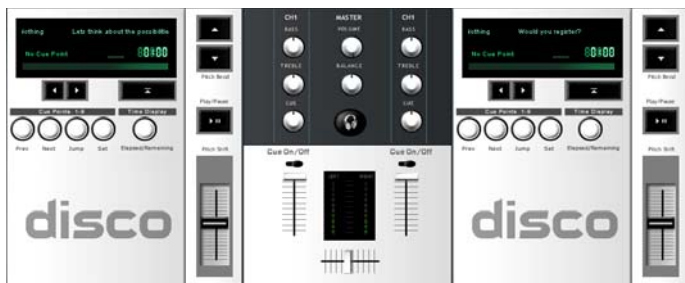 nothing Lets think about the possibilitie
No Cue Point
00:00
Cue Points 1-8
Time Display
Prev Next Jump Set Elapsed/Remaining
disco
Pitch Bend
Play/Pause
Pitch Shift
CH1 MASTER CH1
BASS VOLUME BASS
TREBLE BALANCE TREBLE
CUE CUE
Cue On/Off Cue On/Off
nothing Would you register?
No Cue Point
00:00
Cue Points 1-8
Time Display
Prev Next Jump Set Elapsed/Remaining
disco
Pitch Bend
Play/Pause
Pitch Shift